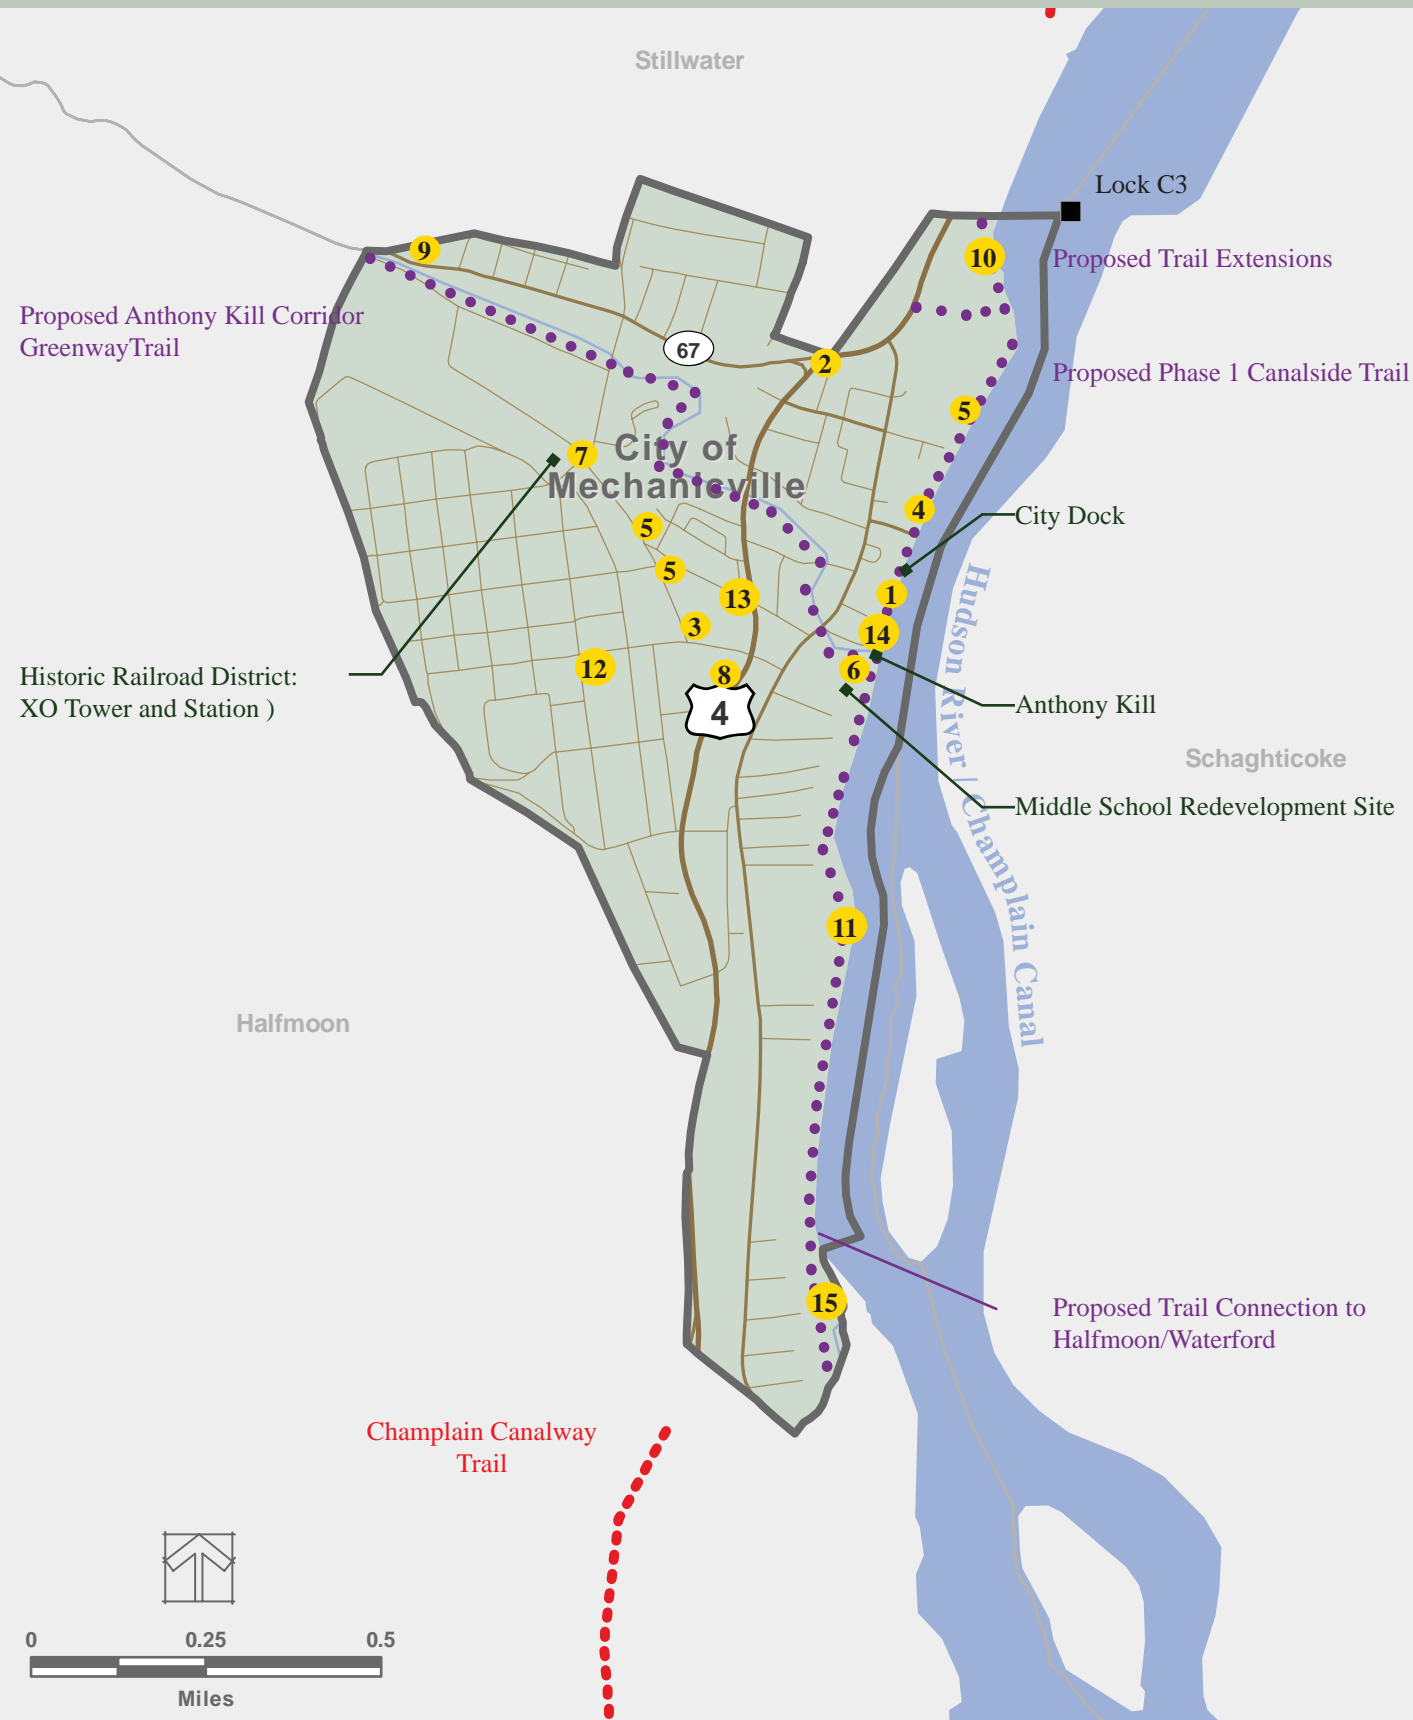 Stillwater
Lock C3
9
10
Proposed Trail Extensions
Proposed Anthony Kill Corridor
GreenwayTrail
67
2
Proposed Phase 1 Canalside Trail
5
7
City of
Mechanicville
4
City Dock
5
5
13
1
3
14
12
8
6
Hudson River / Champlain Canal
Historic Railroad District:
XO Tower and Station )
4
Anthony Kill
Schaghticoke
Middle School Redevelopment Site
11
Halfmoon
15
Proposed Trail Connection to
Halfmoon/Waterford
Champlain Canalway
Trail
0 0.25 0.5
Miles